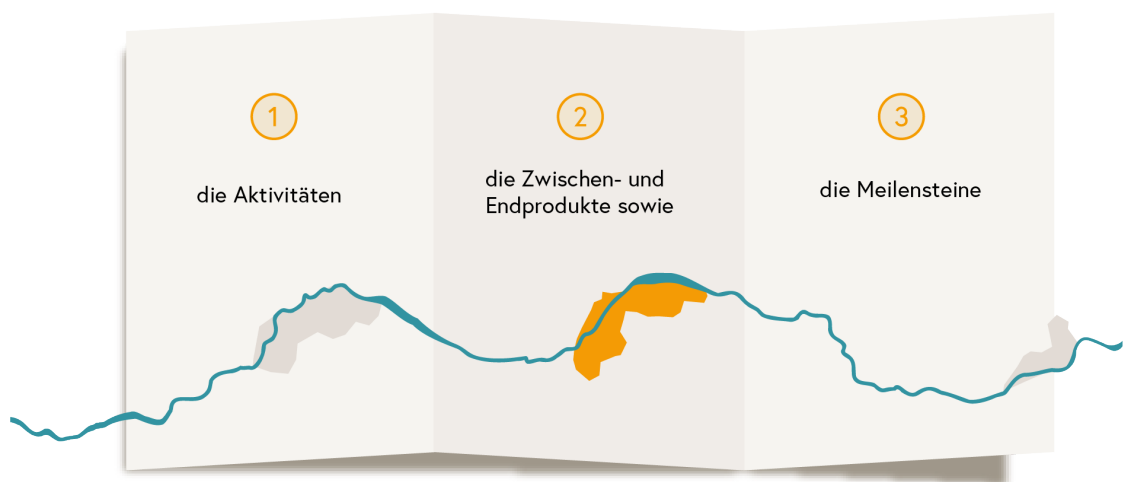 1
die Aktivitäten
2
die Zwischen- und
Endprodukte sowie
3
die Meilensteine